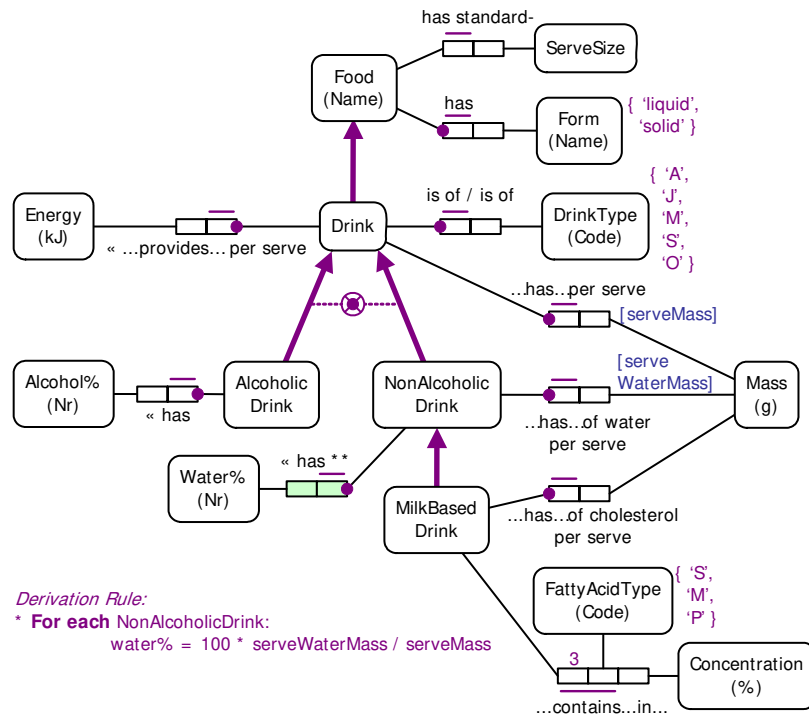 has standard-
ServeSize
Food
(Name)
has
Form
(Name)
{ ‘liquid’,
‘solid’ }
Energy
(kJ)
« ...provides... per serve
Drink
is of / is of
DrinkType
(Code)
{ ‘A’,
‘J’,
‘M’,
‘S’,
‘O’ }
...has...per serve
[serveMass]
Alcohol%
(Nr)
« has
Alcoholic
Drink
NonAlcoholic
Drink
[serve
WaterMass]
Mass
(g)
...has...of water
per serve
Water%
(Nr)
« has **
MilkBased
Drink
...has...of cholesterol
per serve
FattyAcidType
(Code)
{ ‘S’,
‘M’,
‘P’ }
Derivation Rule:
* For each NonAlcoholicDrink:
water% = 100 * serveWaterMass / serveMass
3
Concentration
(%)
...contains...in...